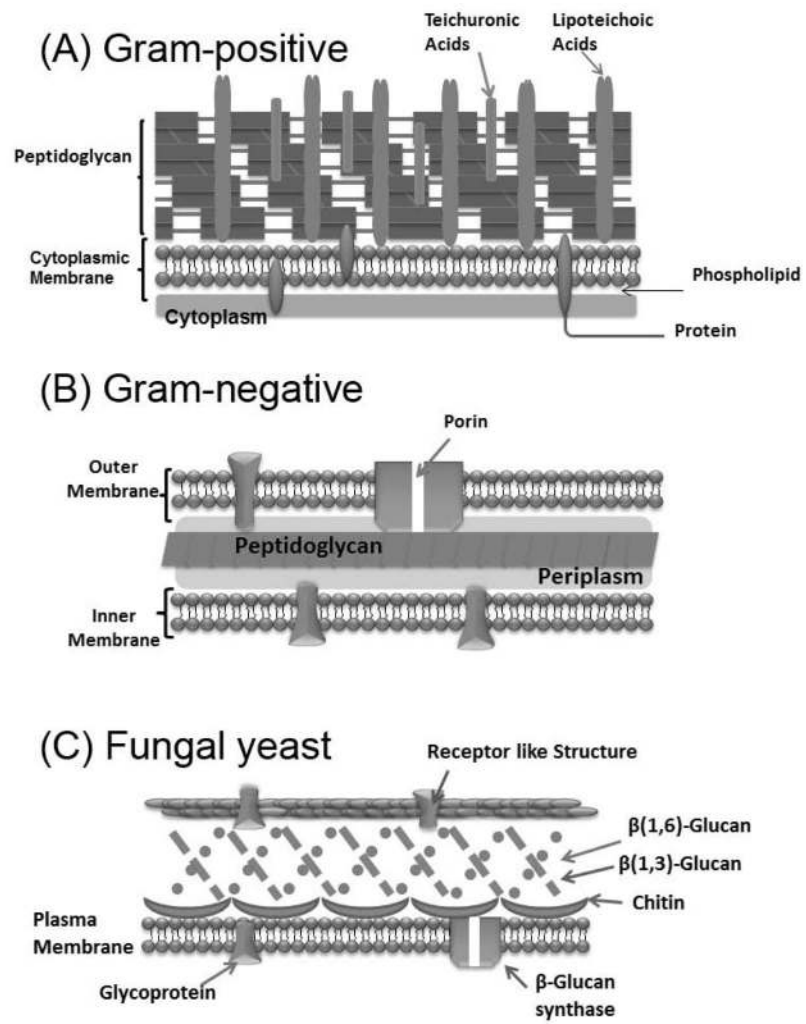 (A) Gram-positive
Teichuronic
Acids
Lipoteichoic
Acids
Peptidoglycan
Cytoplasmic
Membrane
Phospholipid
Cytoplasm
Protein
(B) Gram-negative
Porin
Outer
Membrane
Peptidoglycan
Periplasm
Inner
Membrane
(C) Fungal yeast
Receptor like Structure
β(1,6)-Glucan
β(1,3)-Glucan
Chitin
Plasma
Membrane
Glycoprotein
β-Glucan
synthase